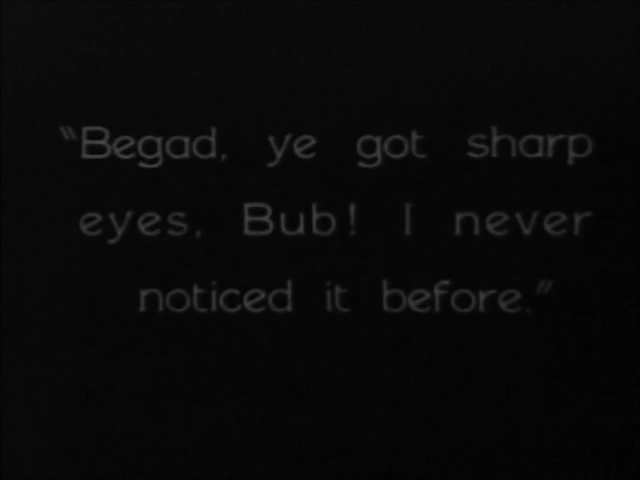 "Begad, ye got sharp
eyes, Bub! I never
noticed it before."